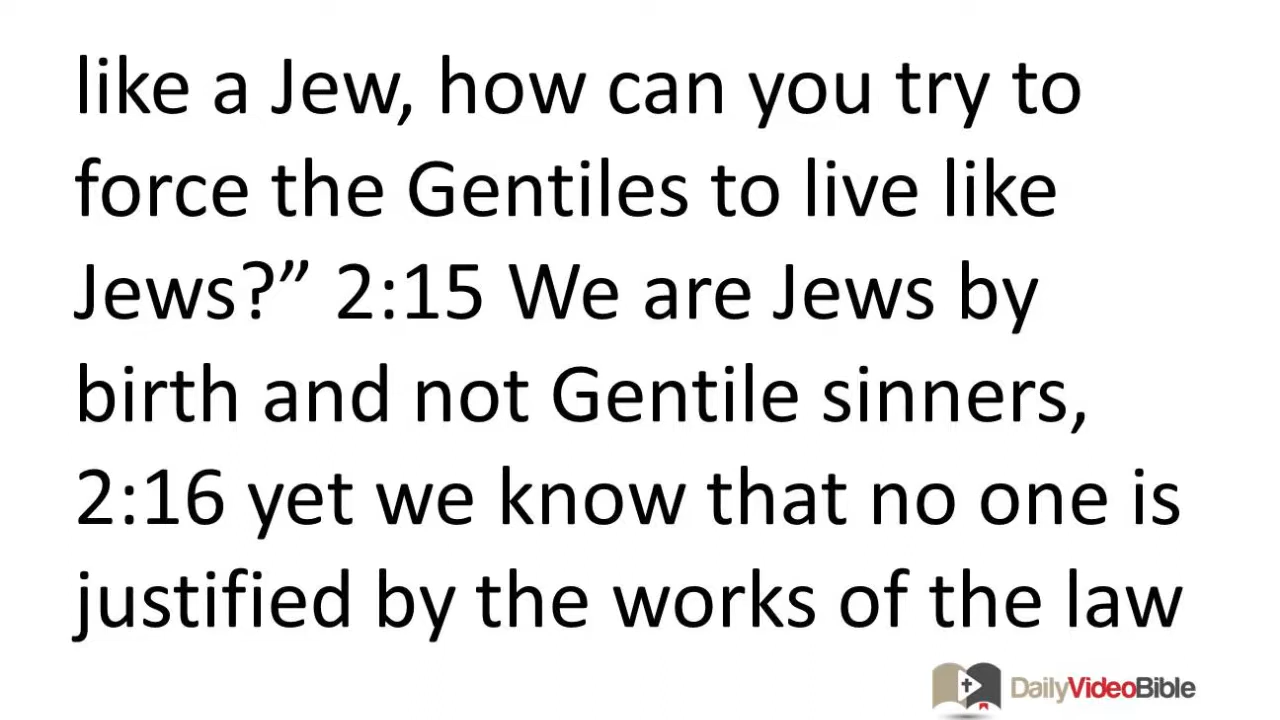 like a Jew, how can you try to
force the Gentiles to live like
Jews?” 2:15 We are Jews by
birth and not Gentile sinners,
2:16 yet we know that no one is
justified by the works of the law
DailyVideoBible